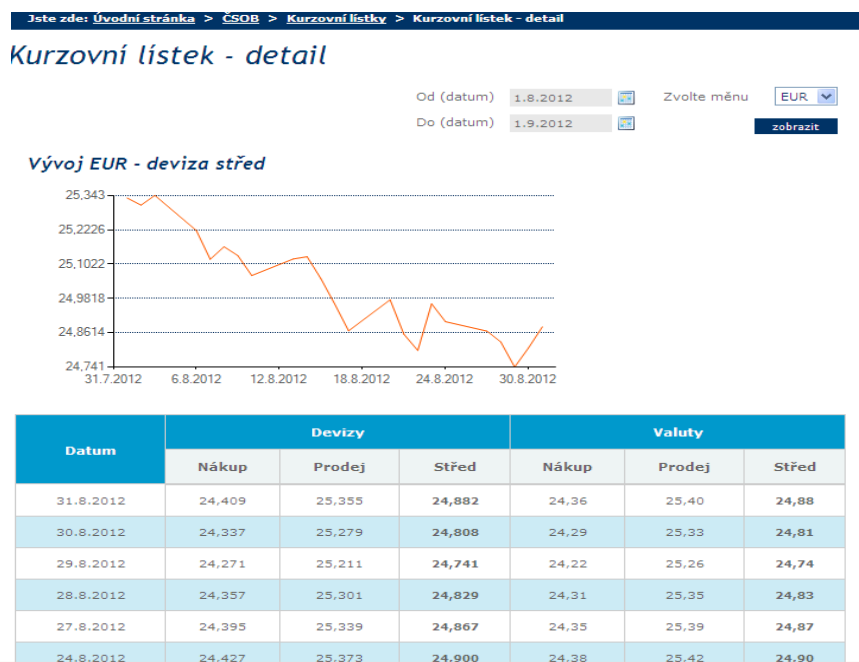 Jste zde: Úvodní stránka > ČSOB > Kurzovní lístky > Kurzovní lístek - detail
Kurzovní lístek - detail
Od (datum) 1.8.2012 Zvolte měnu EUR
Do (datum) 1.9.2012 zobrazit
Vývoj EUR - deviza střed
25,343
25,2226
25,1022
24,9818
24,8614
24,741
31.7.2012 6.8.2012 12.8.2012 18.8.2012 24.8.2012 30.8.2012
Datum Devizy Valuty
Nákup Prodej Střed Nákup Prodej Střed
31.8.2012 24,409 25,355 24,882 24,36 25,40 24,88
30.8.2012 24,337 25,279 24,808 24,29 25,33 24,81
29.8.2012 24,271 25,211 24,741 24,22 25,26 24,74
28.8.2012 24,357 25,301 24,829 24,31 25,35 24,83
27.8.2012 24,395 25,339 24,867 24,35 25,39 24,87
24.8.2012 24,427 25,373 24,900 24,38 25,42 24,90